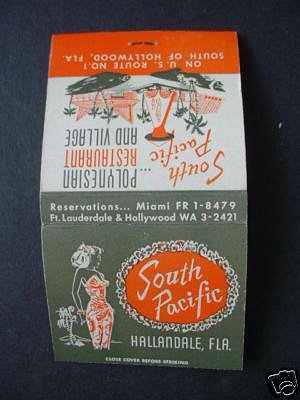 ON U.S. ROUTE NO.1
SOUTH OF HOLLYWOOD, FLA.
South
Pacific
...
POLYNESIAN
RESTAURANT
AND VILLAGE
Reservations... Miami FR 1-8479
Ft. Lauderdale & Hollywood WA 3-2421
South
Pacific
HALLANDALE, FLA.
CLOSE COVER BEFORE STRIKING